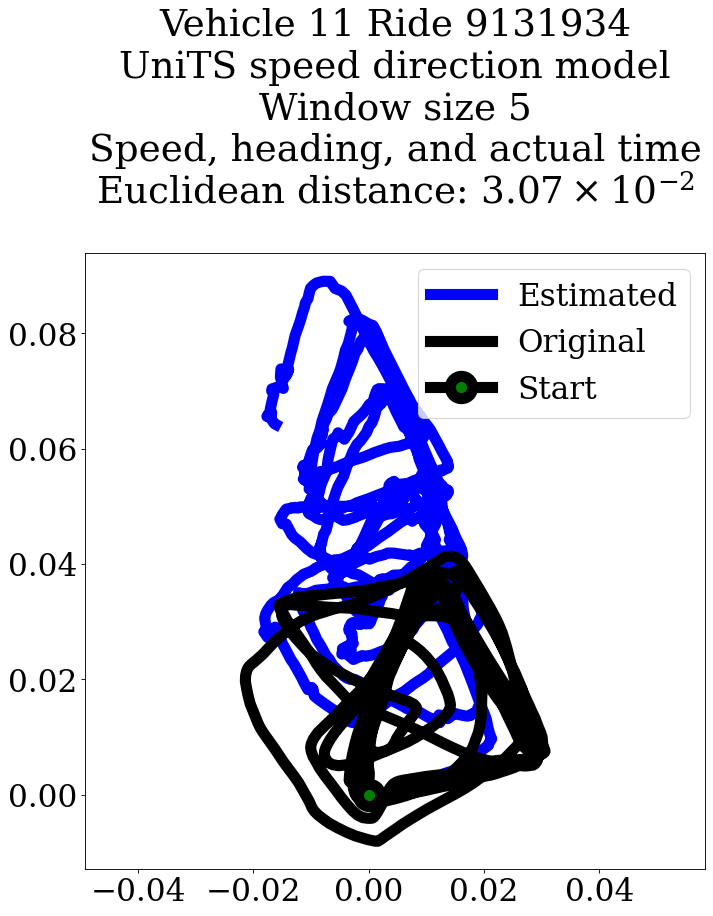 Vehicle 11 Ride 9131934
UniTS speed direction model
Window size 5
Speed, heading, and actual time
Euclidean distance: 3.07 × 10⁻²
Estimated
Original
Start
0.08
0.06
0.04
0.02
0.00
−0.04 −0.02 0.00 0.02 0.04